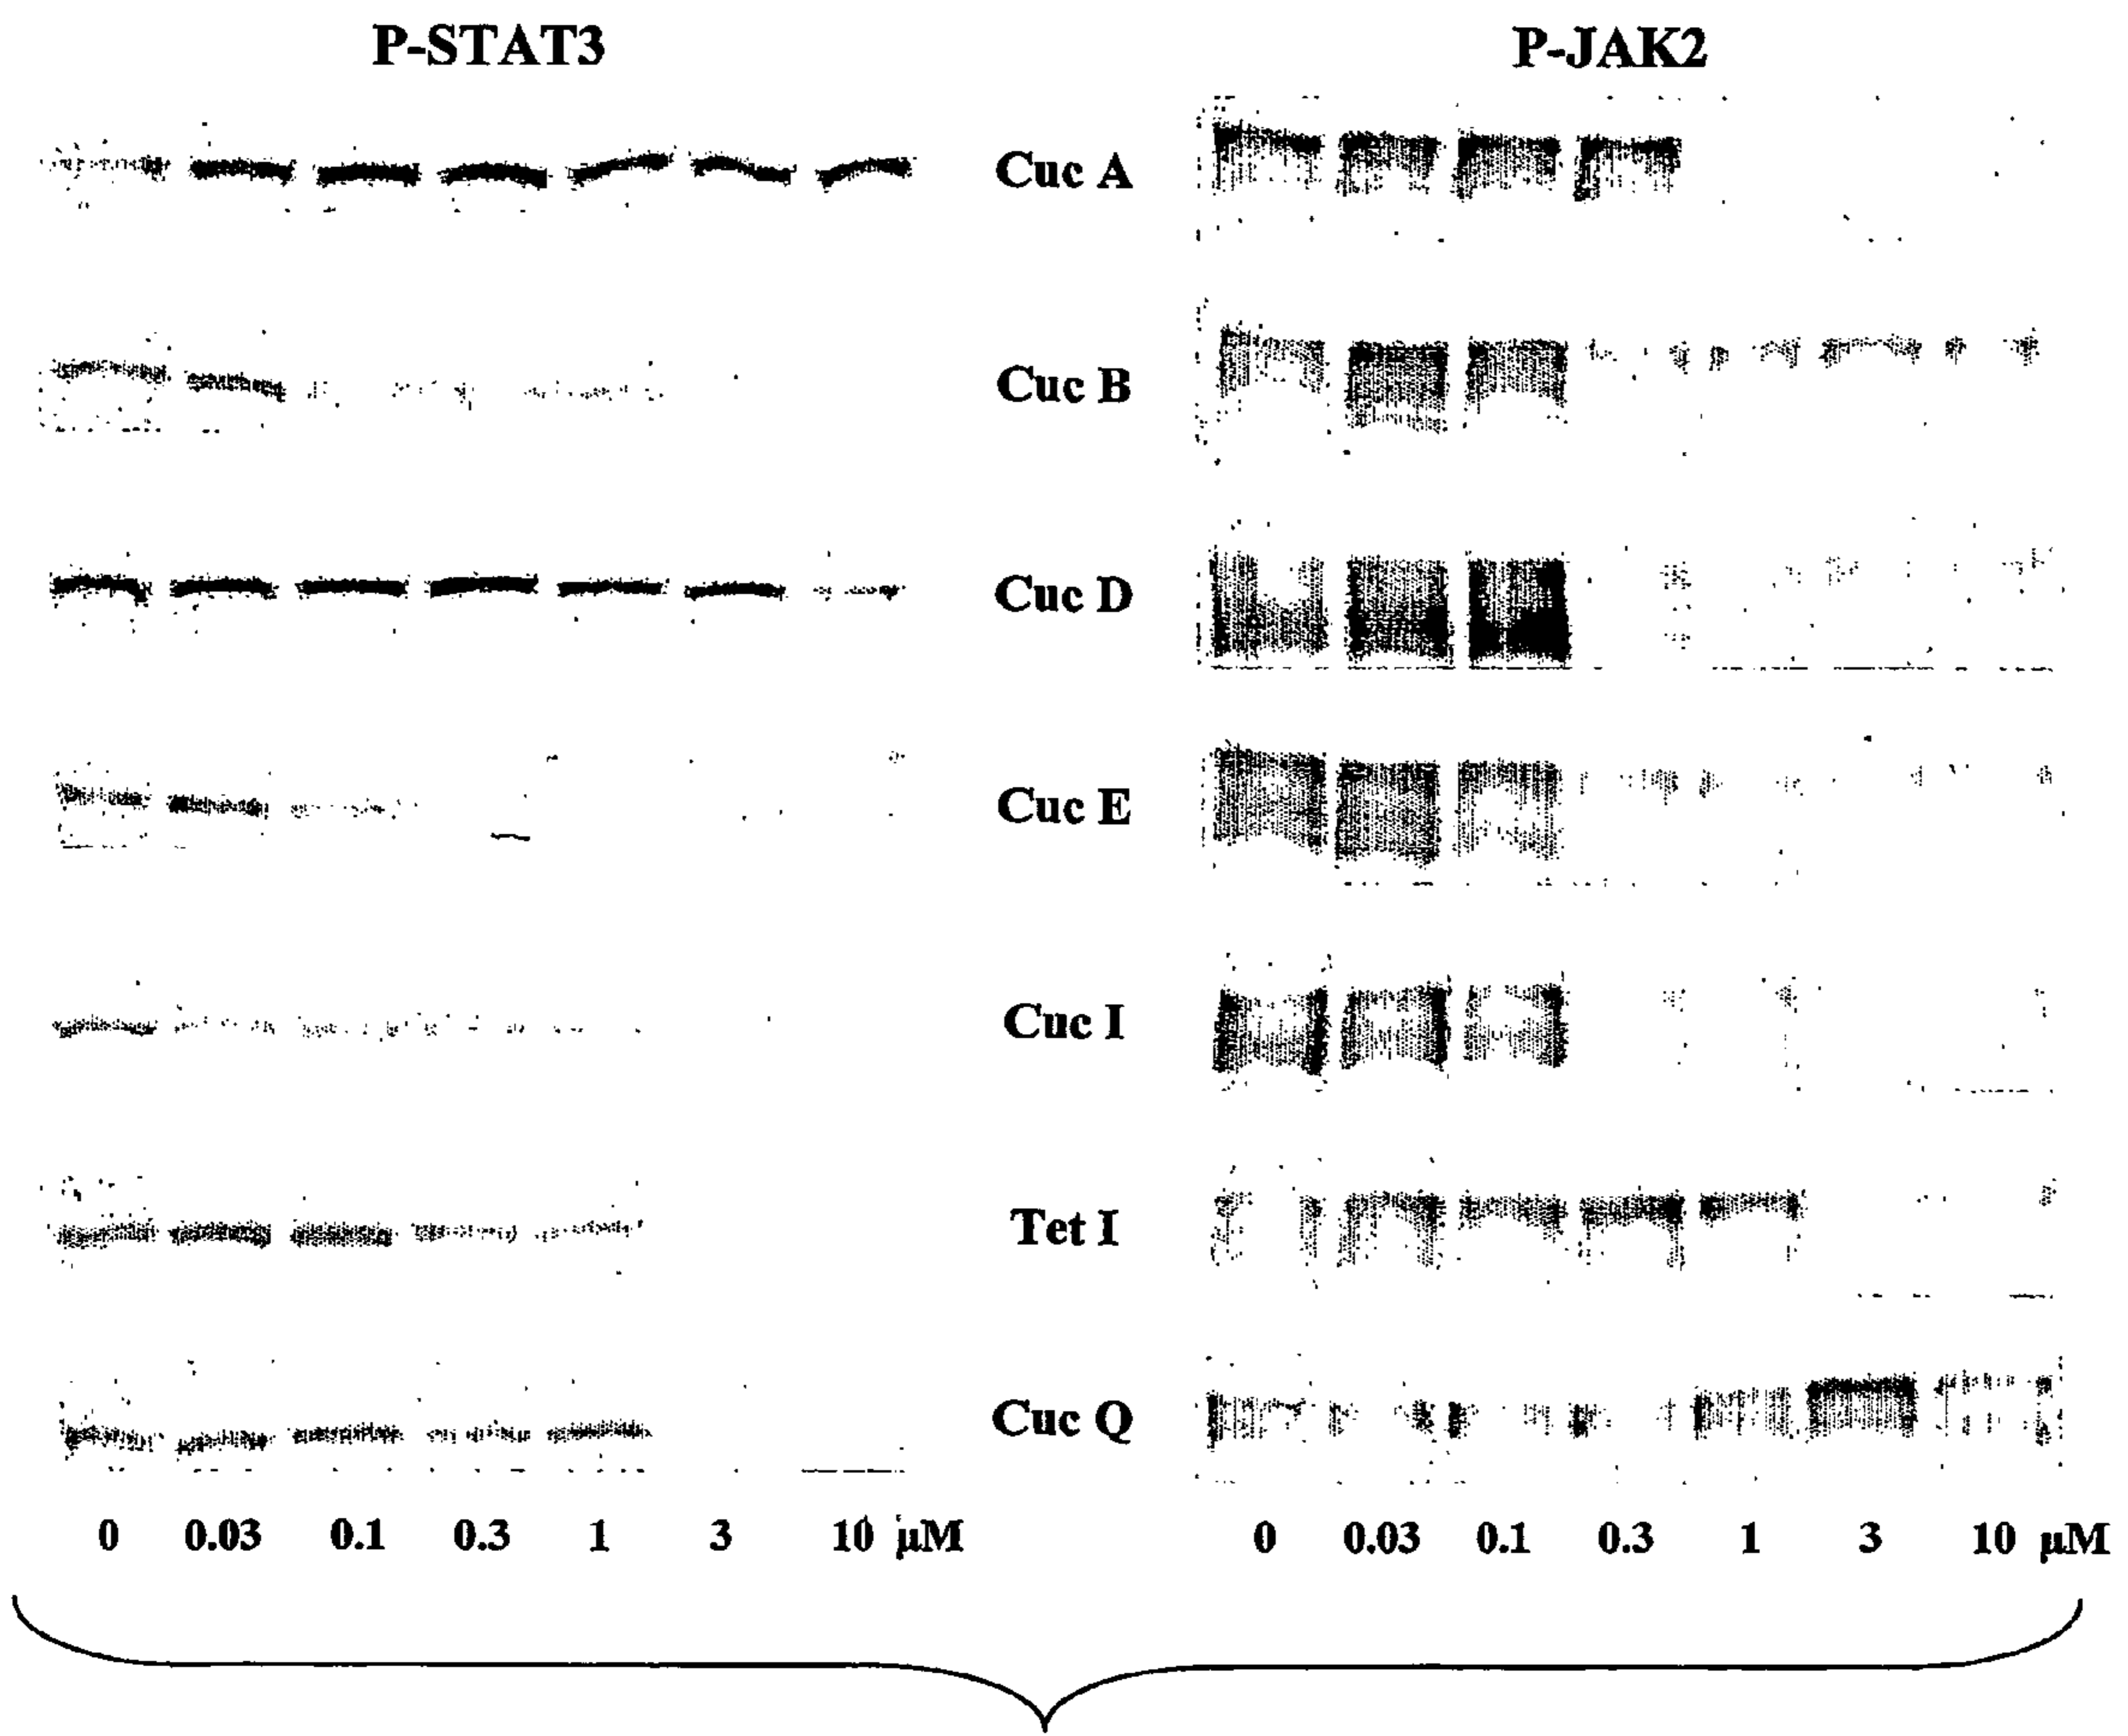 P-STAT3 P-JAK2
Cuc A
Cuc B
Cuc D
Cuc E
Cuc I
Tet I
Cuc Q
0 0.03 0.1 0.3 1 3 10 µM 0 0.03 0.1 0.3 1 3 10 µM